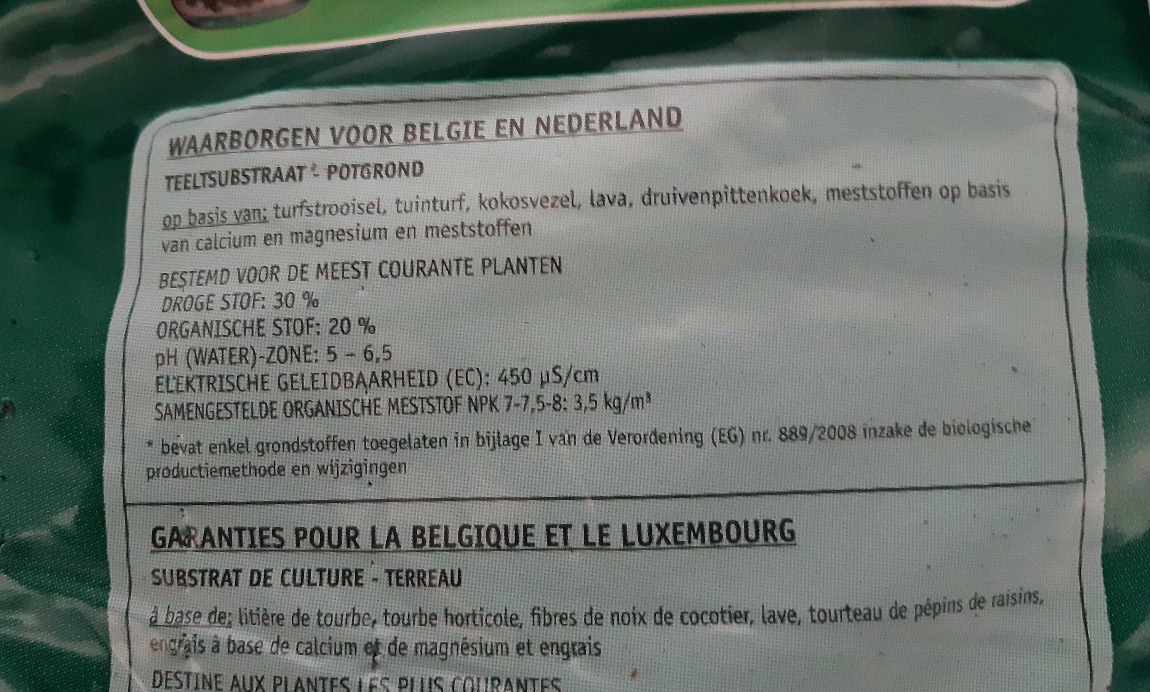 WAARBORGEN VOOR BELGIE EN NEDERLAND
TEELTSUBSTRAAT - POTGROND
op basis van: turfstrooisel, tuinturf, kokosvezel, lava, druivenpittenkoek, meststoffen op basis
van calcium en magnesium en meststoffen
BESTEMD VOOR DE MEEST COURANTE PLANTEN
DROGE STOF: 30 %
ORGANISCHE STOF: 20 %
pH (WATER)-ZONE: 5 – 6,5
ELEKTRISCHE GELEIDBAARHEID (EC): 450 µS/cm
SAMENGESTELDE ORGANISCHE MESTSTOF NPK 7-7,5-8: 3,5 kg/m³
* bevat enkel grondstoffen toegelaten in bijlage I van de Verordening (EG) nr. 889/2008 inzake de biologische
productiemethode en wijzigingen
GARANTIES POUR LA BELGIQUE ET LE LUXEMBOURG
SUBSTRAT DE CULTURE - TERREAU
à base de: litière de tourbe, tourbe horticole, fibres de noix de cocotier, lave, tourteau de pépins de raisins,
engrais à base de calcium et de magnésium et engrais
DESTINE AUX PLANTES LES PLUS COURANTES